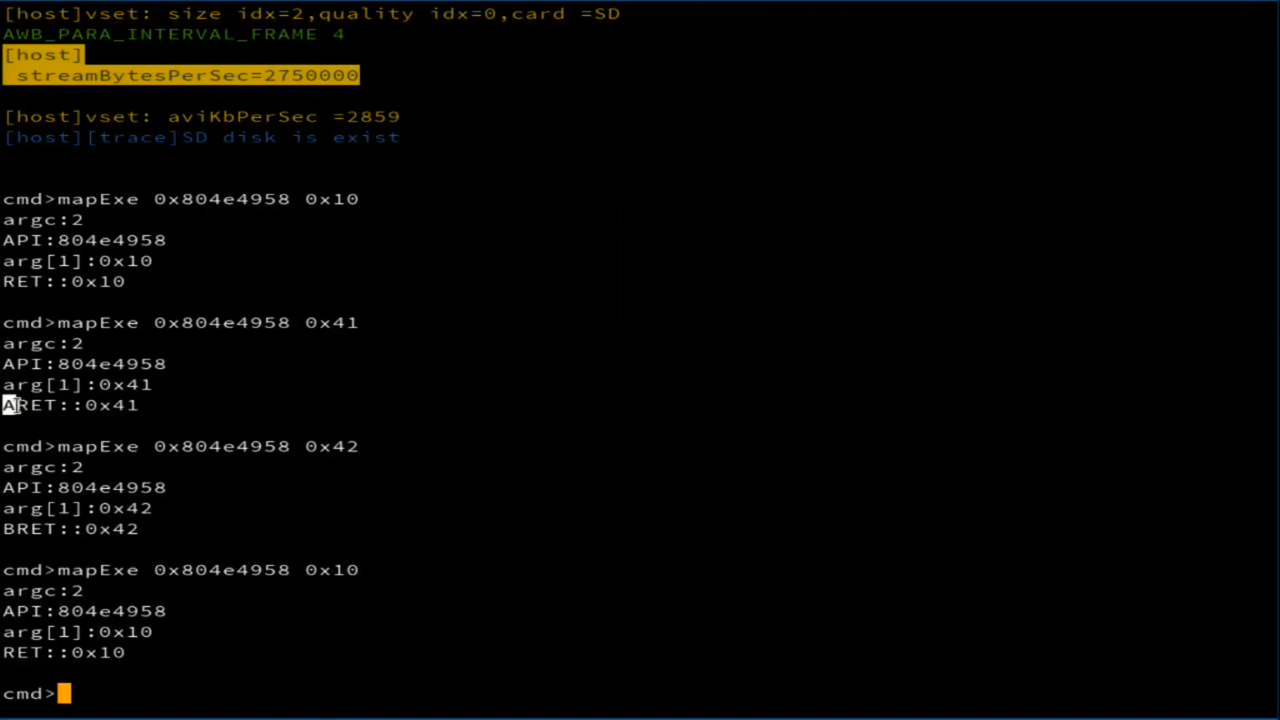 [host]vset: size idx=2,quality idx=0,card =SD
AWB_PARA_INTERVAL_FRAME 4
[host]
streamBytesPerSec=2750000
[host]vset: aviKbPerSec =2859
[host][trace]SD disk is exist
cmd>mapExe 0x804e4958 0x10
argc:2
API:804e4958
arg[1]:0x10
RET::0x10
cmd>mapExe 0x804e4958 0x41
argc:2
API:804e4958
arg[1]:0x41
ARET::0x41
cmd>mapExe 0x804e4958 0x42
argc:2
API:804e4958
arg[1]:0x42
BRET::0x42
cmd>mapExe 0x804e4958 0x10
argc:2
API:804e4958
arg[1]:0x10
RET::0x10
cmd>